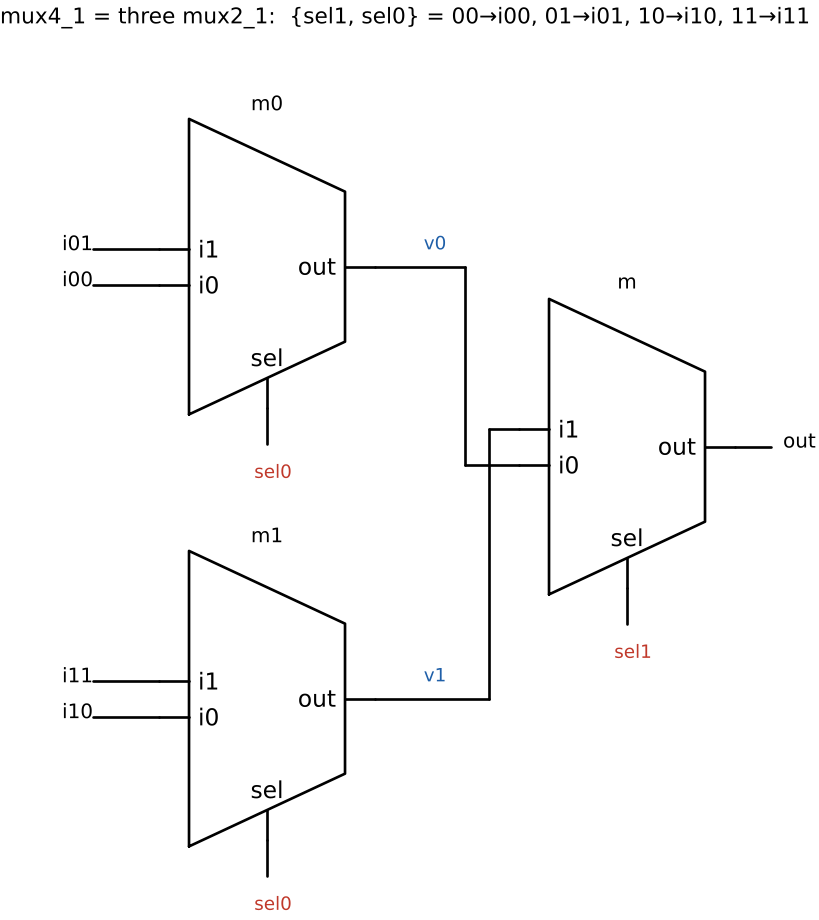 mux4_1 = three mux2_1:  {sel1, sel0} = 00→i00, 01→i01, 10→i10, 11→i11
m0
i01
i1
i00
i0
out
sel
sel0
v0
m
i1
i0
out
out
sel
sel1
m1
i11
i1
i10
i0
out
sel
sel0
v1